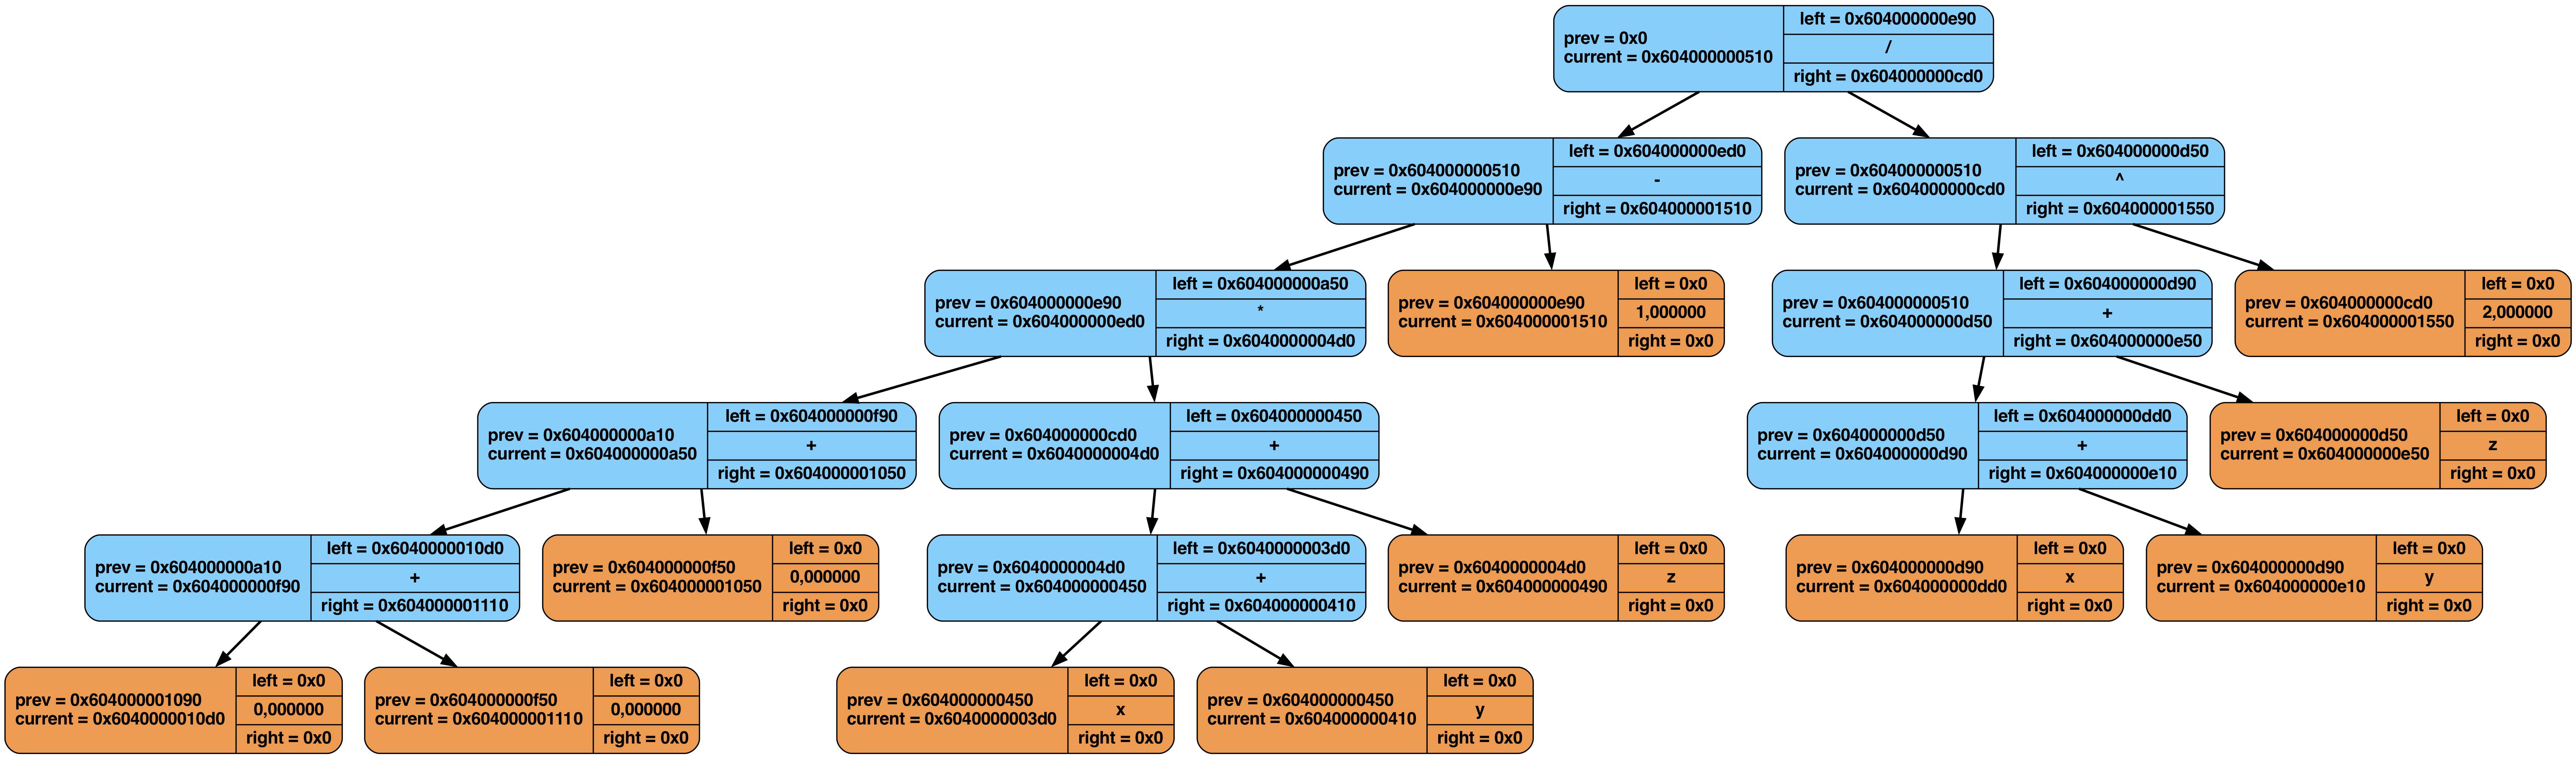 prev = 0x0
current = 0x604000000510
left = 0x604000000e90
/
right = 0x604000000cd0
prev = 0x604000000510
current = 0x604000000e90
left = 0x604000000ed0
-
right = 0x604000001510
prev = 0x604000000510
current = 0x604000000cd0
left = 0x604000000d50
^
right = 0x604000001550
prev = 0x604000000e90
current = 0x604000000ed0
left = 0x604000000a50
*
right = 0x6040000004d0
prev = 0x604000000e90
current = 0x604000001510
left = 0x0
1,000000
right = 0x0
prev = 0x604000000510
current = 0x604000000d50
left = 0x604000000d90
+
right = 0x604000000e50
prev = 0x604000000cd0
current = 0x604000001550
left = 0x0
2,000000
right = 0x0
prev = 0x604000000a10
current = 0x604000000a50
left = 0x604000000f90
+
right = 0x604000001050
prev = 0x604000000cd0
current = 0x6040000004d0
left = 0x604000000450
+
right = 0x604000000490
prev = 0x604000000d50
current = 0x604000000d90
left = 0x604000000dd0
+
right = 0x604000000e10
prev = 0x604000000d50
current = 0x604000000e50
left = 0x0
z
right = 0x0
prev = 0x604000000a10
current = 0x604000000f90
left = 0x6040000010d0
+
right = 0x604000001110
prev = 0x604000000f50
current = 0x604000001050
left = 0x0
0,000000
right = 0x0
prev = 0x6040000004d0
current = 0x604000000450
left = 0x6040000003d0
+
right = 0x604000000410
prev = 0x6040000004d0
current = 0x604000000490
left = 0x0
z
right = 0x0
prev = 0x604000000d90
current = 0x604000000dd0
left = 0x0
x
right = 0x0
prev = 0x604000000d90
current = 0x604000000e10
left = 0x0
y
right = 0x0
prev = 0x604000001090
current = 0x6040000010d0
left = 0x0
0,000000
right = 0x0
prev = 0x604000000f50
current = 0x604000001110
left = 0x0
0,000000
right = 0x0
prev = 0x604000000450
current = 0x6040000003d0
left = 0x0
x
right = 0x0
prev = 0x604000000450
current = 0x604000000410
left = 0x0
y
right = 0x0